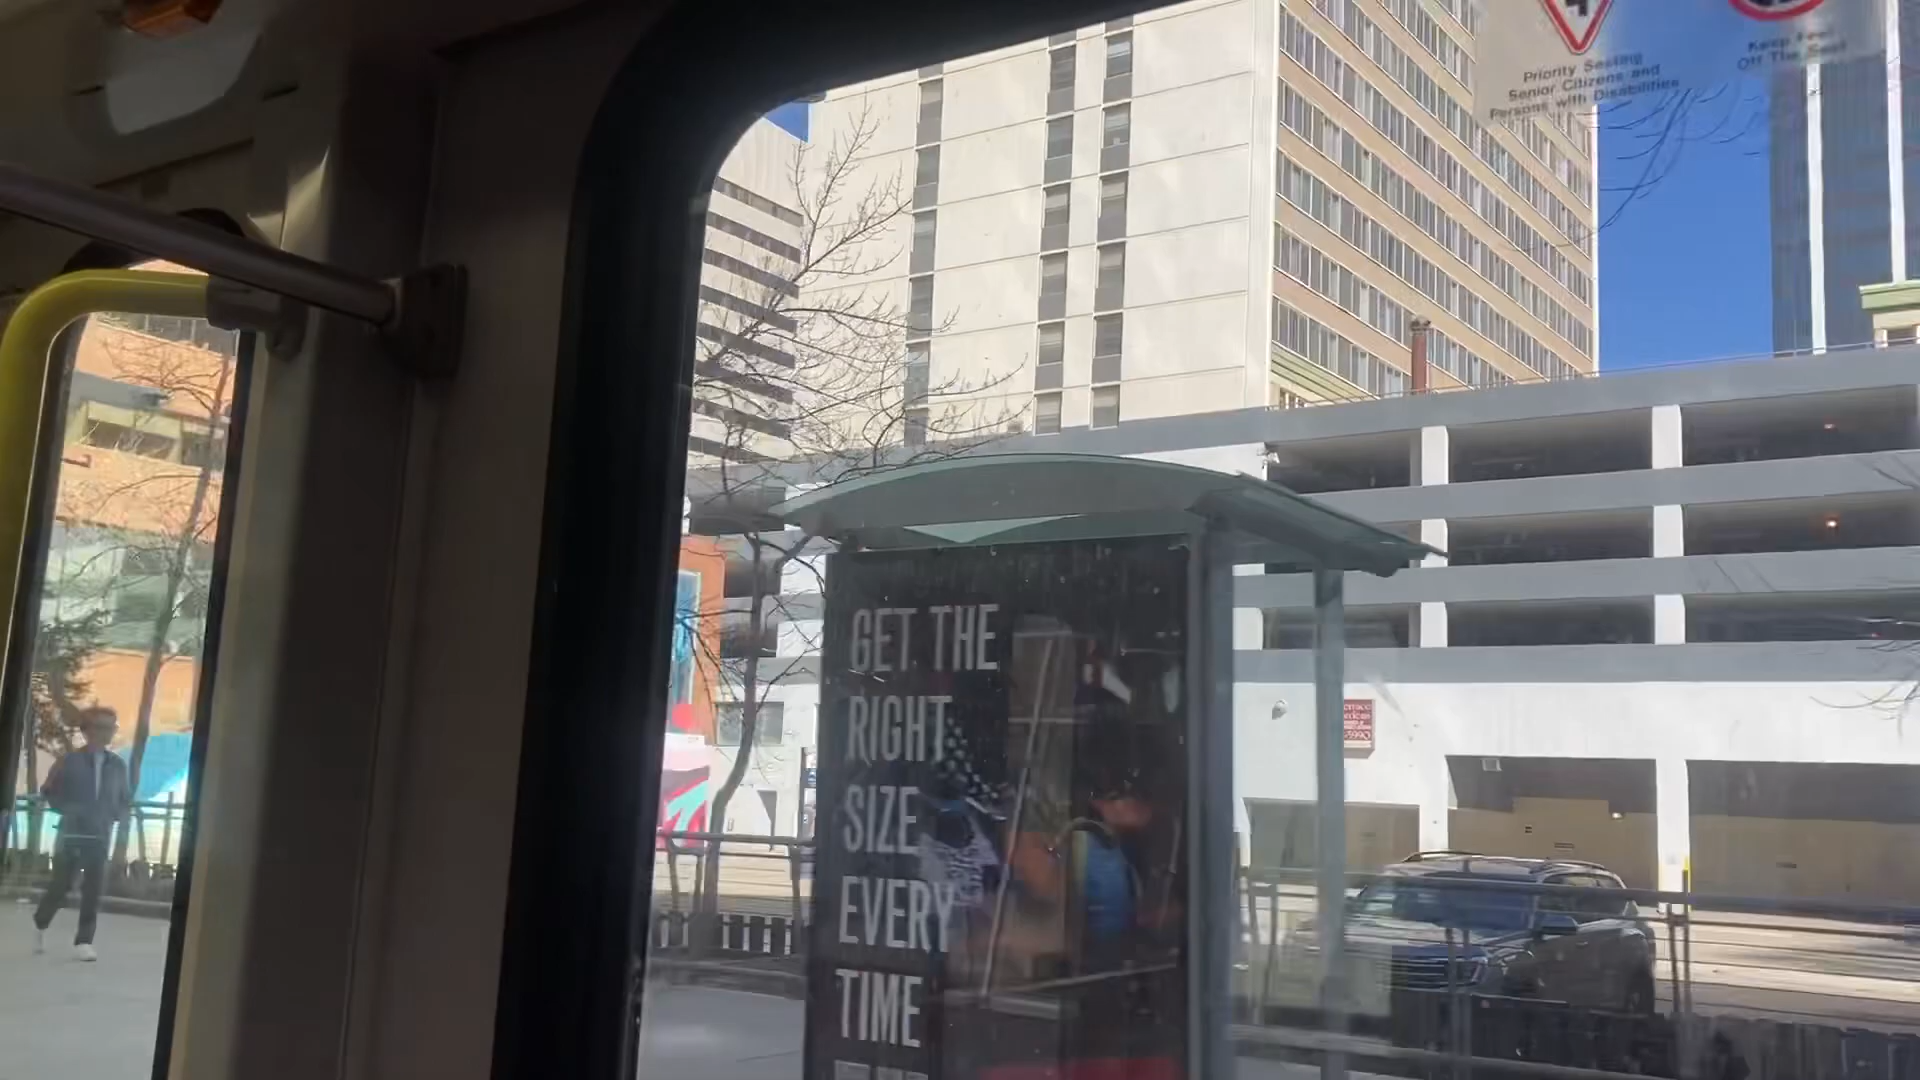 Priority Seating
Senior Citizens and
Persons with Disabilities
Keep Feet
Off The Seat
GET THE
RIGHT
SIZE
EVERY
TIME